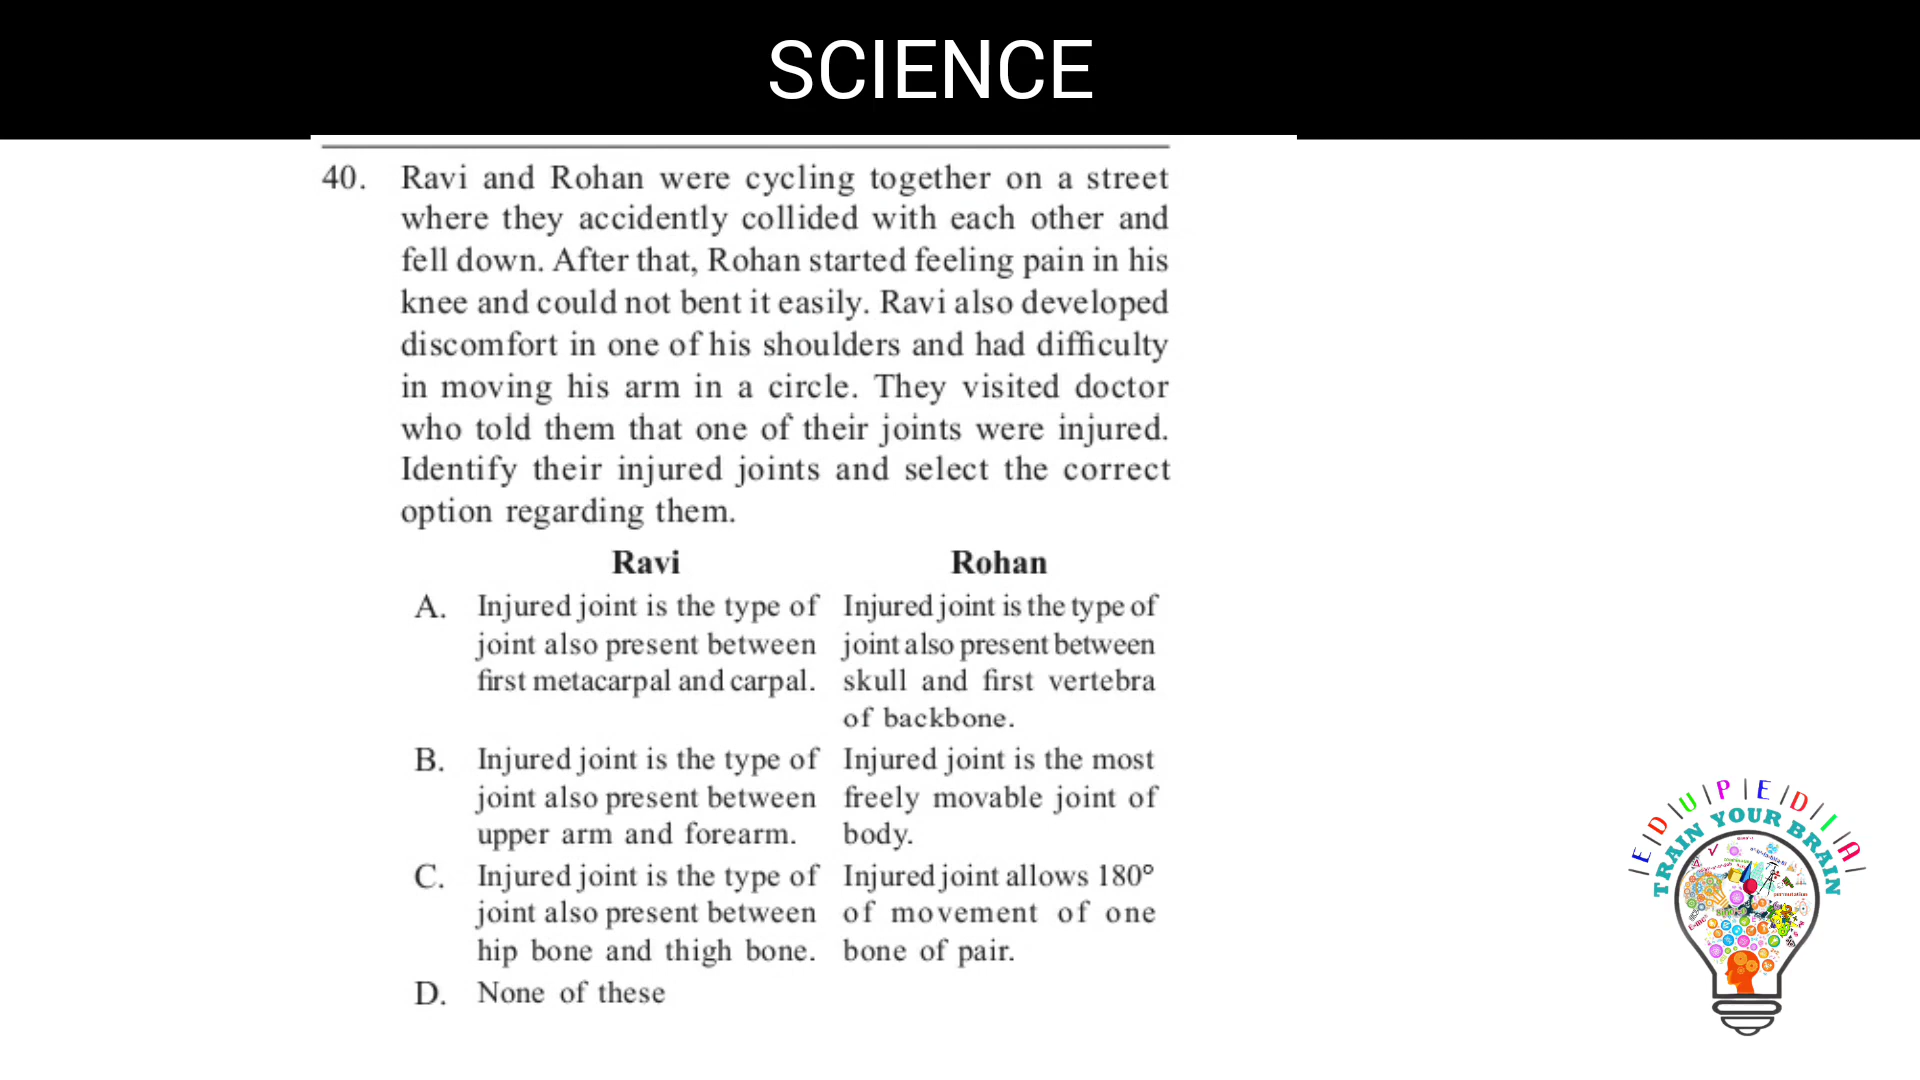 SCIENCE
40. Ravi and Rohan were cycling together on a street
where they accidently collided with each other and
fell down. After that, Rohan started feeling pain in his
knee and could not bent it easily. Ravi also developed
discomfort in one of his shoulders and had difficulty
in moving his arm in a circle. They visited doctor
who told them that one of their joints were injured.
Identify their injured joints and select the correct
option regarding them.
Ravi Rohan
A. Injured joint is the type of Injured joint is the type of
joint also present between joint also present between
first metacarpal and carpal. skull and first vertebra
of backbone.
B. Injured joint is the type of Injured joint is the most
joint also present between freely movable joint of
upper arm and forearm. body.
C. Injured joint is the type of Injured joint allows 180°
joint also present between of movement of one
hip bone and thigh bone. bone of pair.
D. None of these
|E|D|U|P|E|D|I|A|
TRAIN YOUR BRAIN